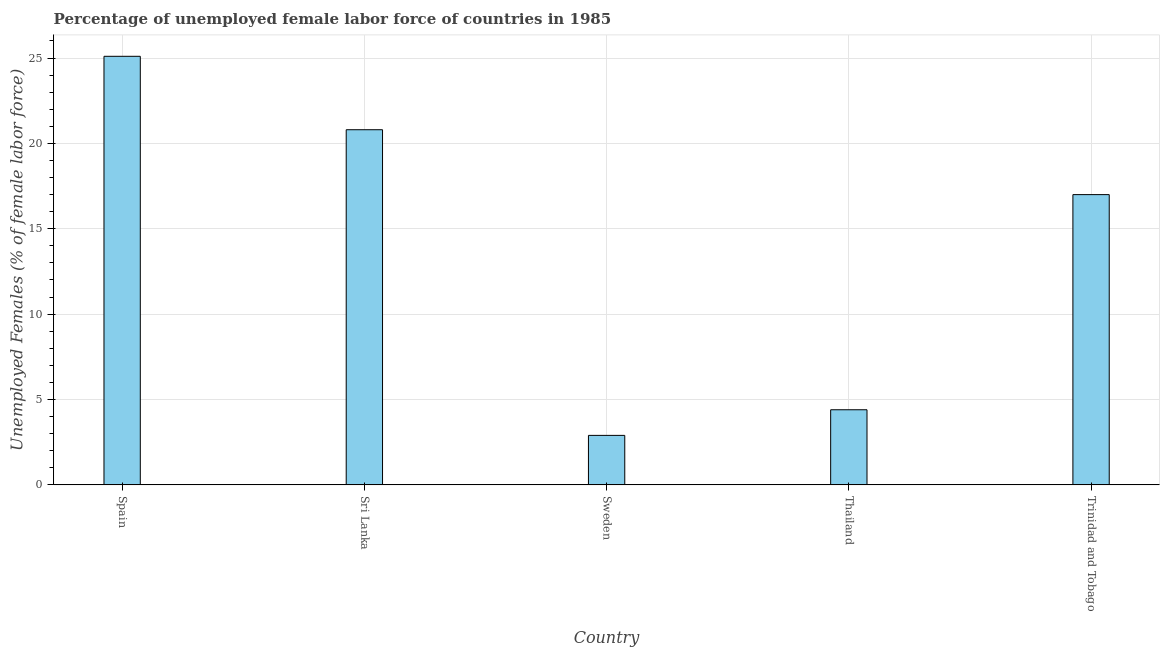 Percentage of unemployed female labor force of countries in 1985
Unemployed Females (% of female labor force)
25
20
15
10
5
0
Spain
Sri Lanka
Sweden
Thailand
Trinidad and Tobago
Country